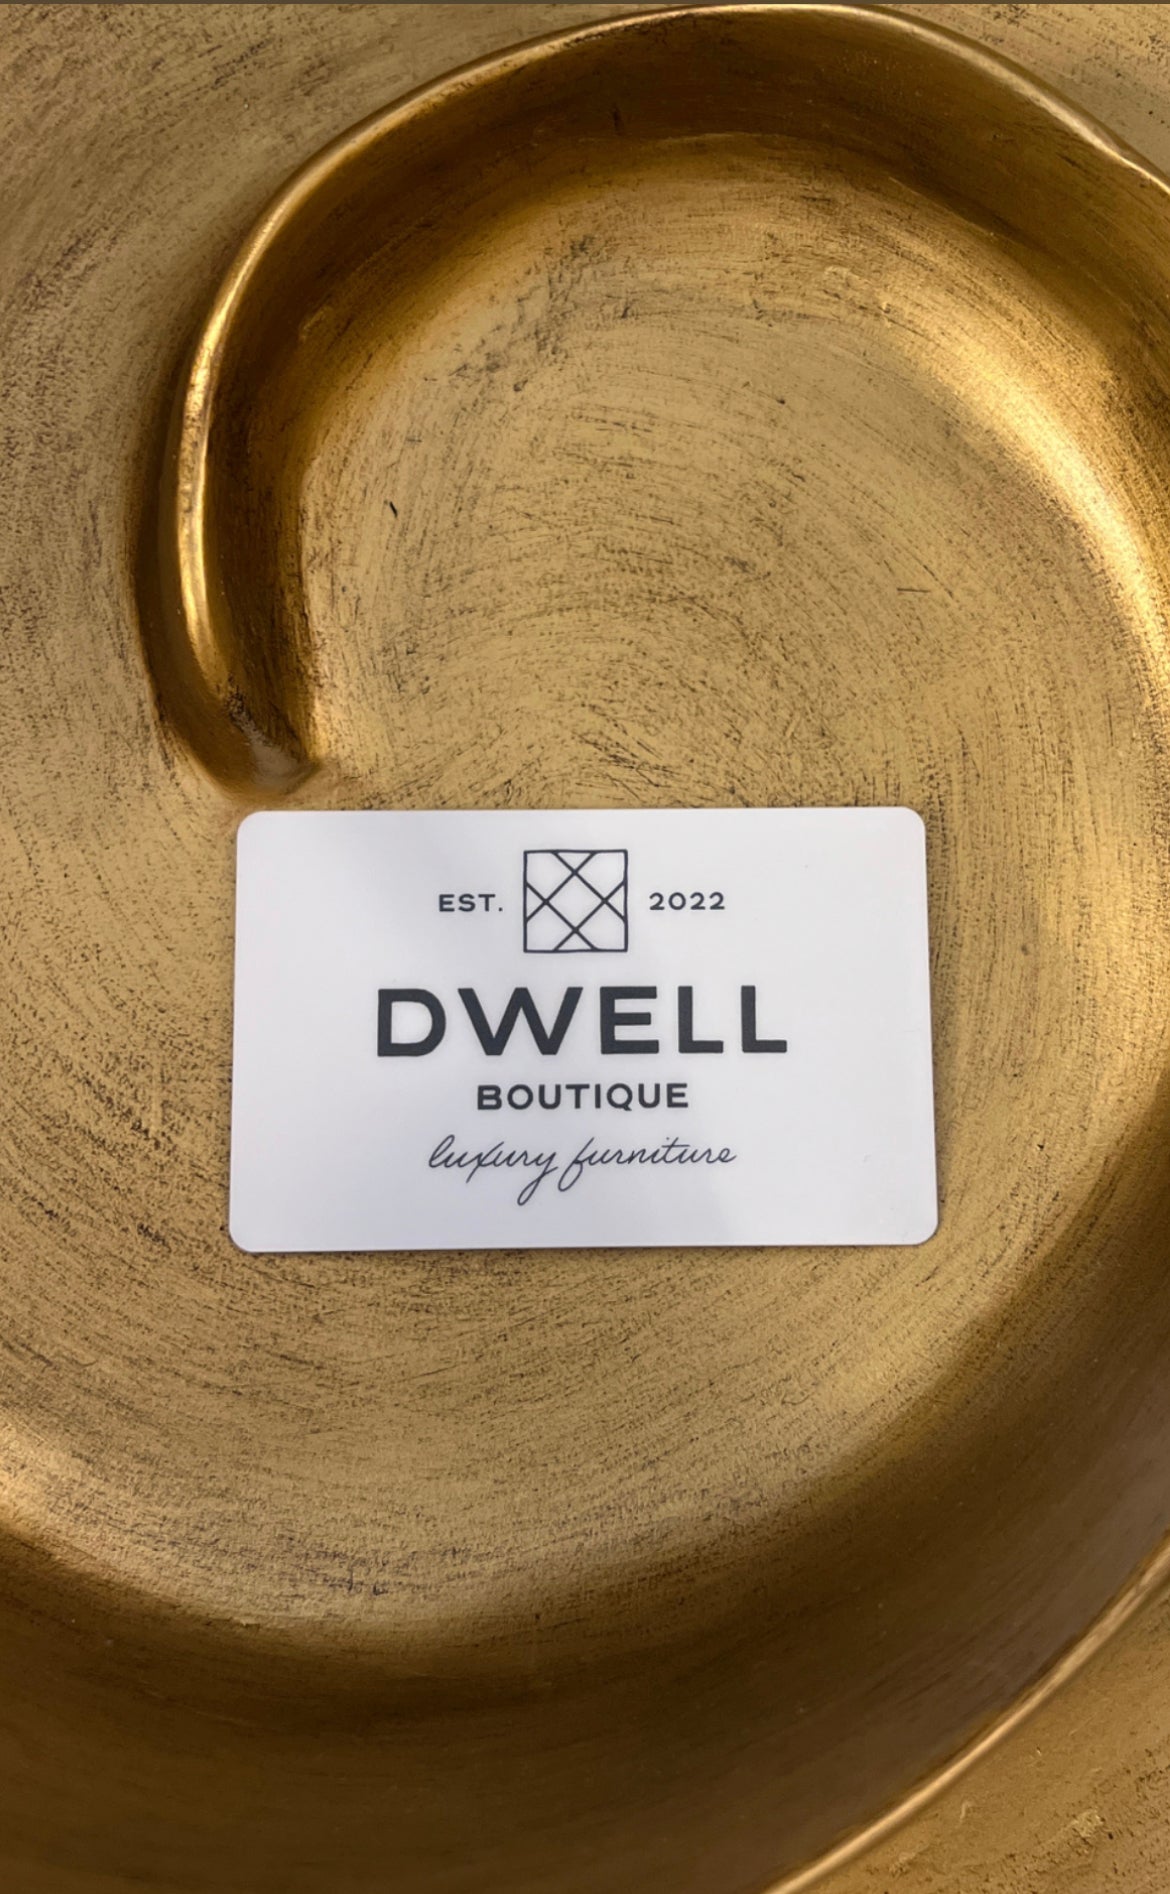 EST. 2022
DWELL
BOUTIQUE
luxury furniture